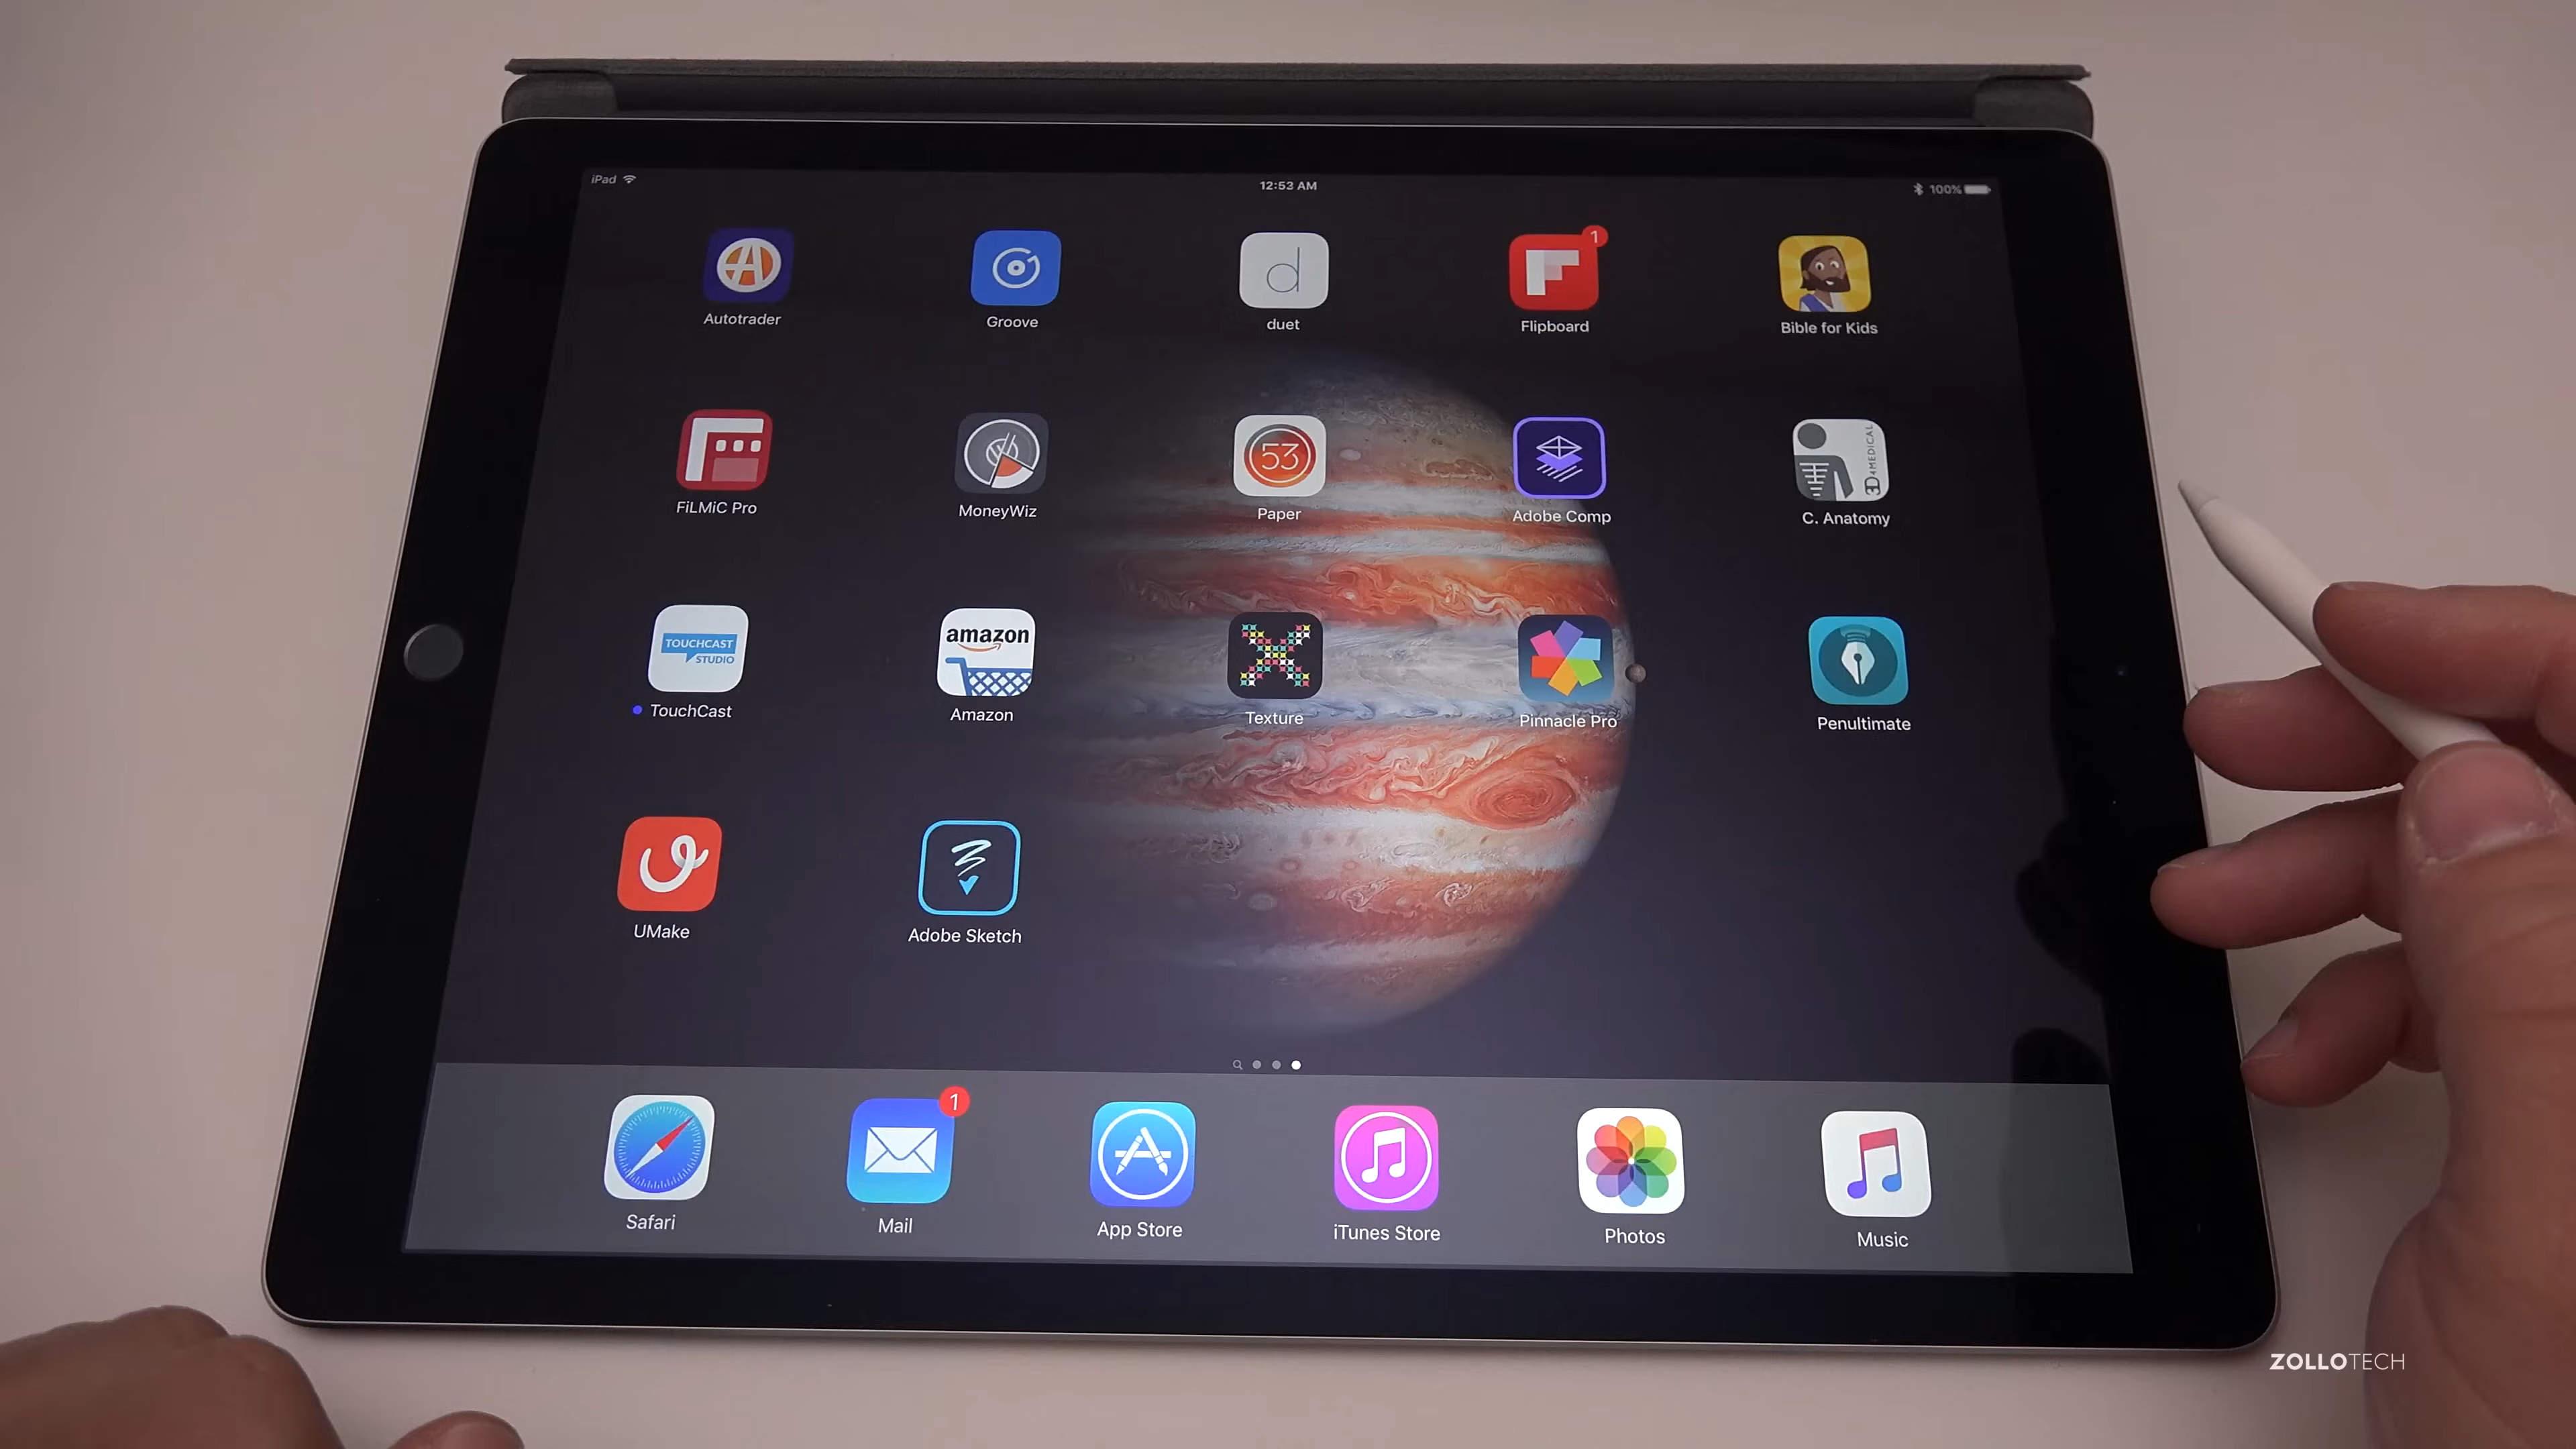 iPad
12:53 AM
100%
1
Autotrader
Groove
d
duet
Flipboard
Bible for Kids
53
3D4MEDICAL
FiLMiC Pro
MoneyWiz
Paper
Adobe Comp
C. Anatomy
TOUCHCAST
STUDIO
amazon
TouchCast
Amazon
Texture
Pinnacle Pro
Penultimate
UMake
Adobe Sketch
1
Safari
Mail
App Store
iTunes Store
Photos
Music
ZOLLOTECH